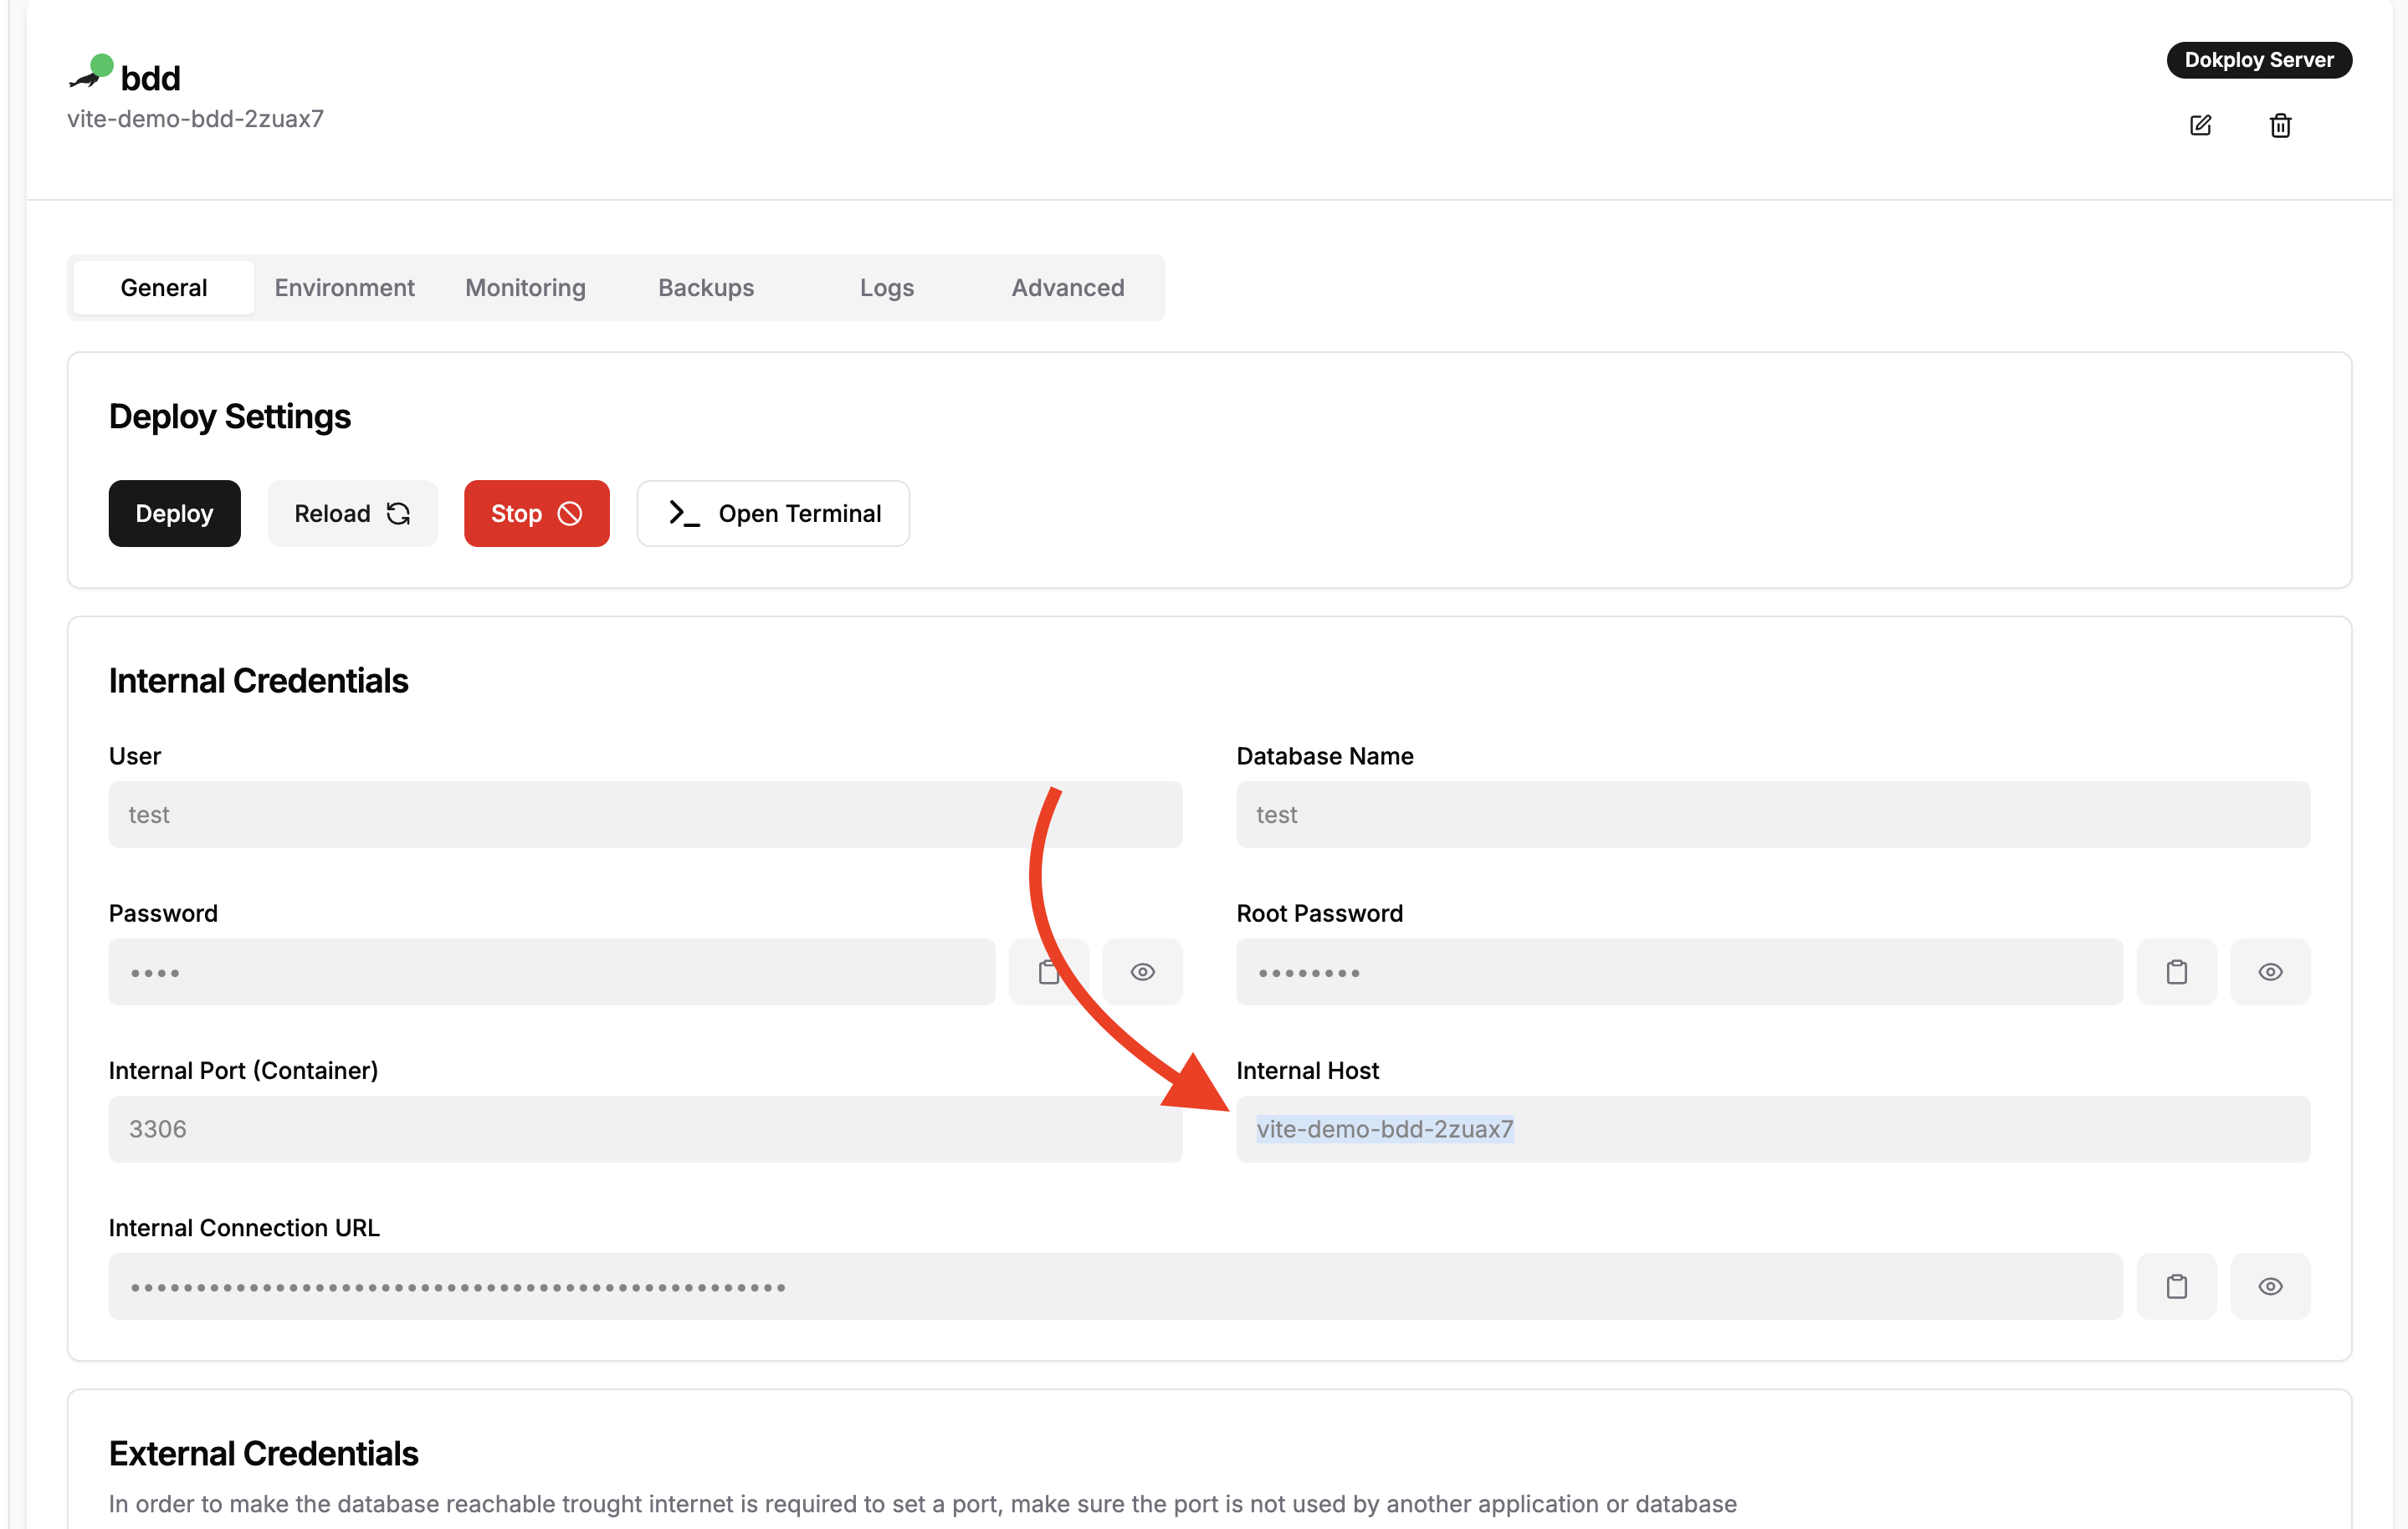 bdd
Dokploy Server
vite-demo-bdd-2zuax7
General Environment Monitoring Backups Logs Advanced
Deploy Settings
Deploy Reload Stop Open Terminal
Internal Credentials
User
test
Database Name
test
Password
••••
Root Password
••••••••
Internal Port (Container)
3306
Internal Host
vite-demo-bdd-2zuax7
Internal Connection URL
••••••••••••••••••••••••••••••••••••••••••••••••••
External Credentials
In order to make the database reachable trought internet is required to set a port, make sure the port is not used by another application or database